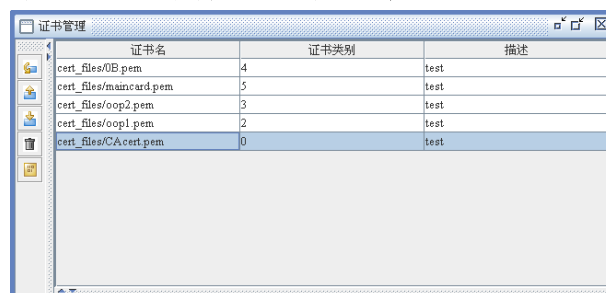 证书管理
证书名 证书类别 描述
cert_files/0B.pem 4 test
cert_files/maincard.pem 5 test
cert_files/oop2.pem 3 test
cert_files/oop1.pem 2 test
cert_files/CAcert.pem 0 test